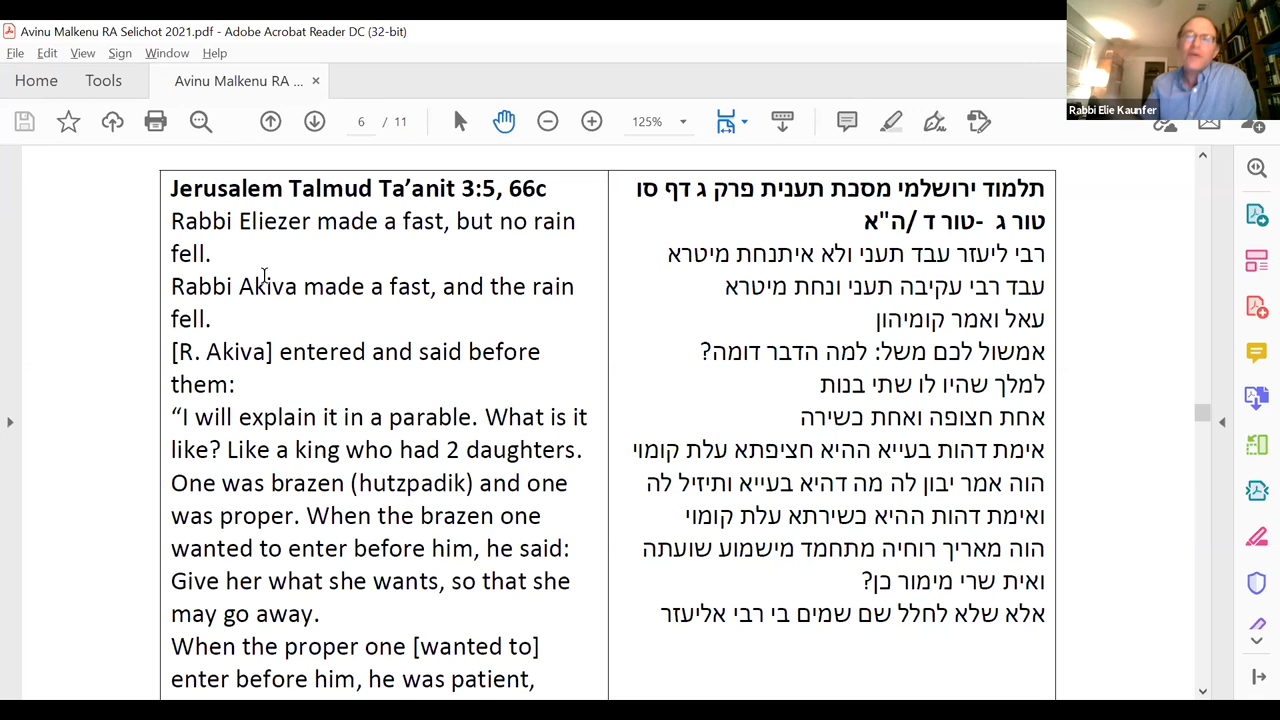 Avinu Malkenu RA Selichot 2021.pdf - Adobe Acrobat Reader DC (32-bit)
File Edit View Sign Window Help
Home Tools Avinu Malkenu RA ... ×
6 / 11 125%
Rabbi Elie Kaunfer
Jerusalem Talmud Ta’anit 3:5, 66c
Rabbi Eliezer made a fast, but no rain
fell.
Rabbi Akiva made a fast, and the rain
fell.
[R. Akiva] entered and said before
them:
“I will explain it in a parable. What is it
like? Like a king who had 2 daughters.
One was brazen (hutzpadik) and one
was proper. When the brazen one
wanted to enter before him, he said:
Give her what she wants, so that she
may go away.
When the proper one [wanted to]
enter before him, he was patient,
תלמוד ירושלמי מסכת תענית פרק ג דף סו
טור ג -טור ד /ה"א
רבי ליעזר עבד תעני ולא איתנחת מיטרא
עבד רבי עקיבה תעני ונחת מיטרא
עאל ואמר קומיהון
אמשול לכם משל: למה הדבר דומה?
למלך שהיו לו שתי בנות
אחת חצופה ואחת כשירה
אימת דהות בעייא ההיא חציפתא עלת קומוי
הוה אמר יבון לה מה דהיא בעייא ותיזיל לה
ואימת דהות ההיא כשירתא עלת קומוי
הוה מאריך רוחיה מתחמד מישמוע שועתה
ואית שרי מימור כן?
אלא שלא לחלל שם שמים בי רבי אליעזר